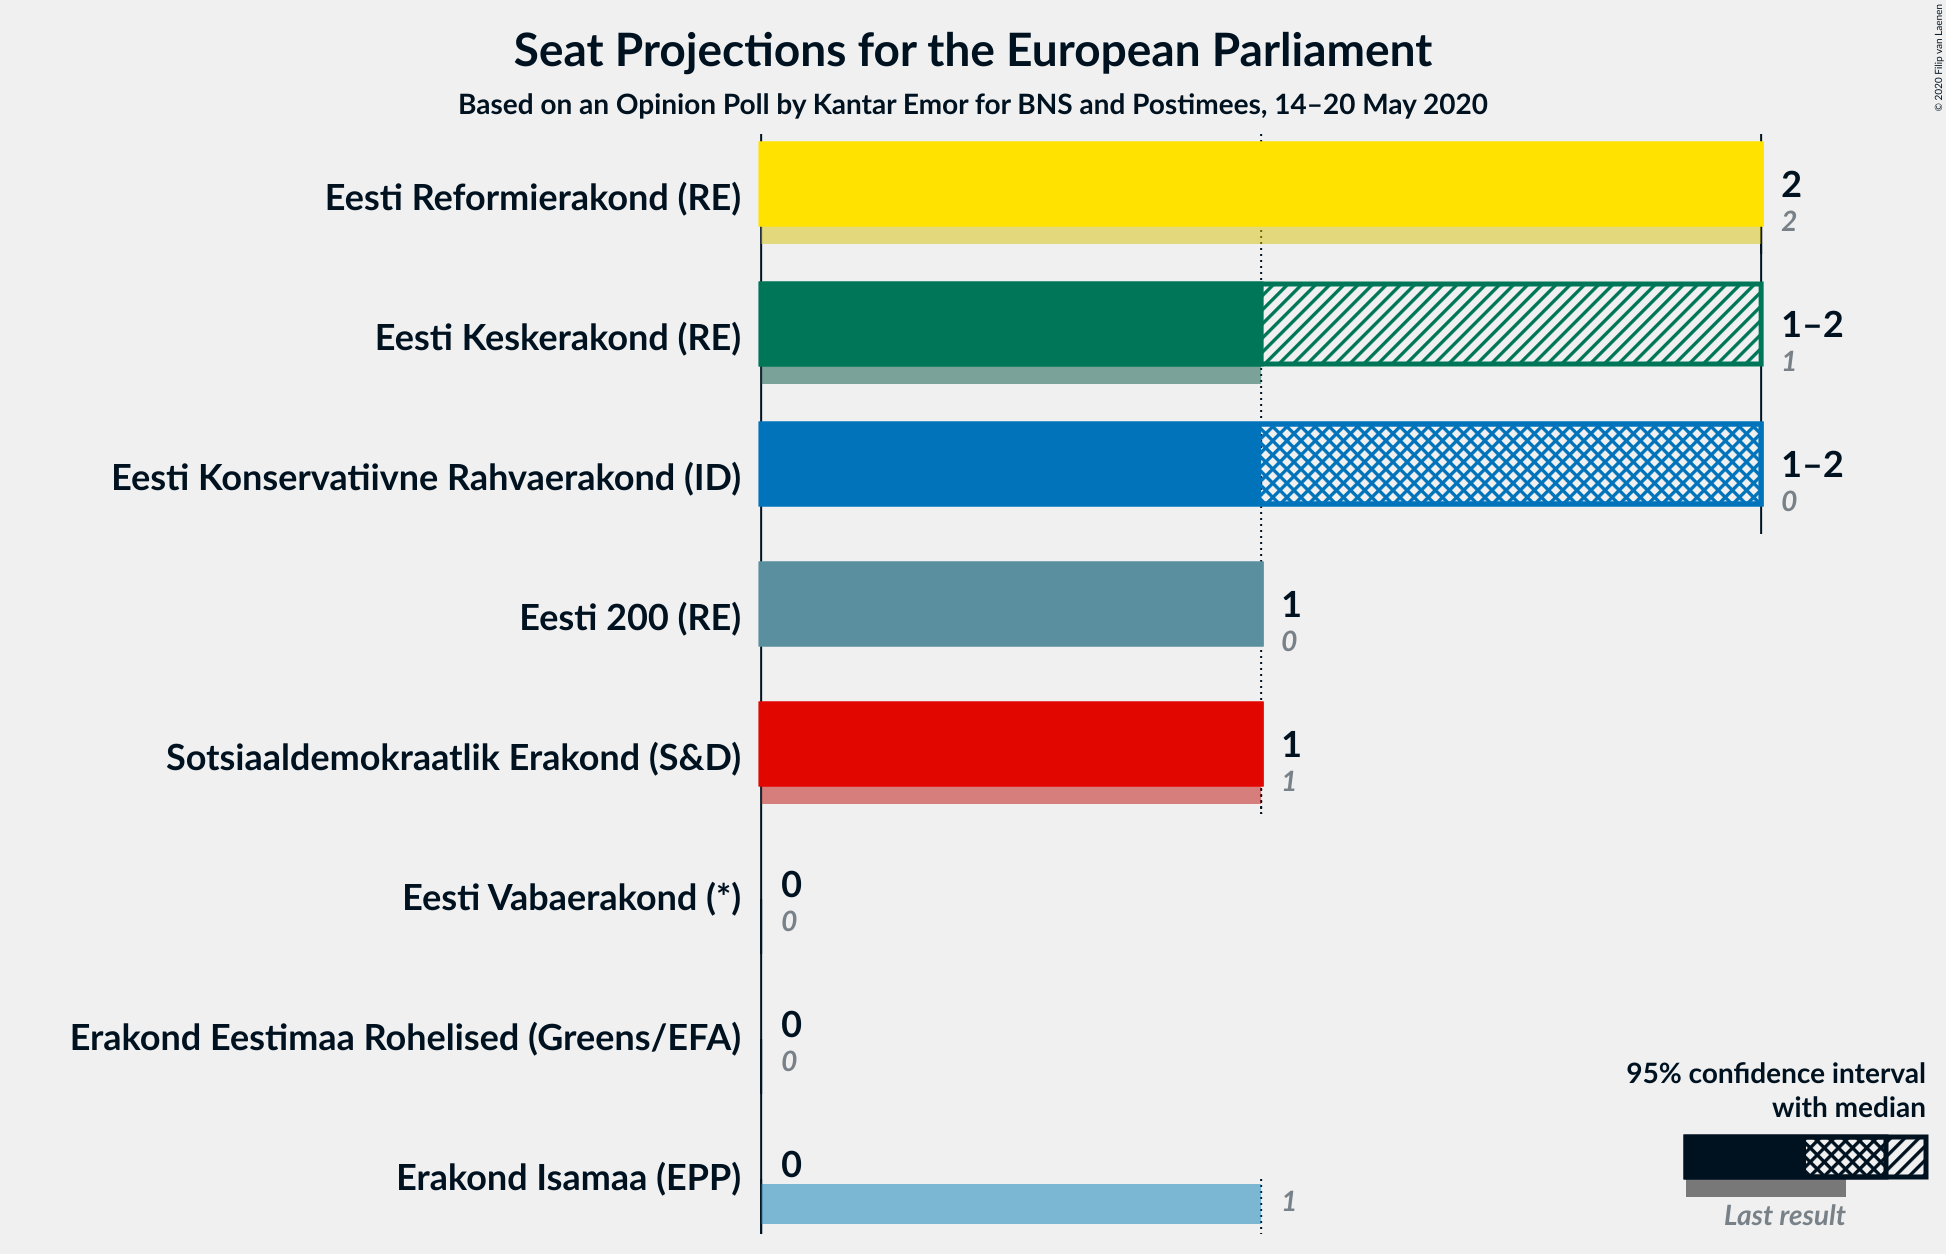 Seat Projections for the European Parliament
Based on an Opinion Poll by Kantar Emor for BNS and Postimees, 14–20 May 2020
© 2020 Filip van Laenen
Eesti Reformierakond (RE)
2
2
Eesti Keskerakond (RE)
1–2
1
Eesti Konservatiivne Rahvaerakond (ID)
1–2
0
Eesti 200 (RE)
1
0
Sotsiaaldemokraatlik Erakond (S&D)
1
1
Eesti Vabaerakond (*)
0
0
Erakond Eestimaa Rohelised (Greens/EFA)
0
0
Erakond Isamaa (EPP)
0
1
95% confidence interval
with median
Last result